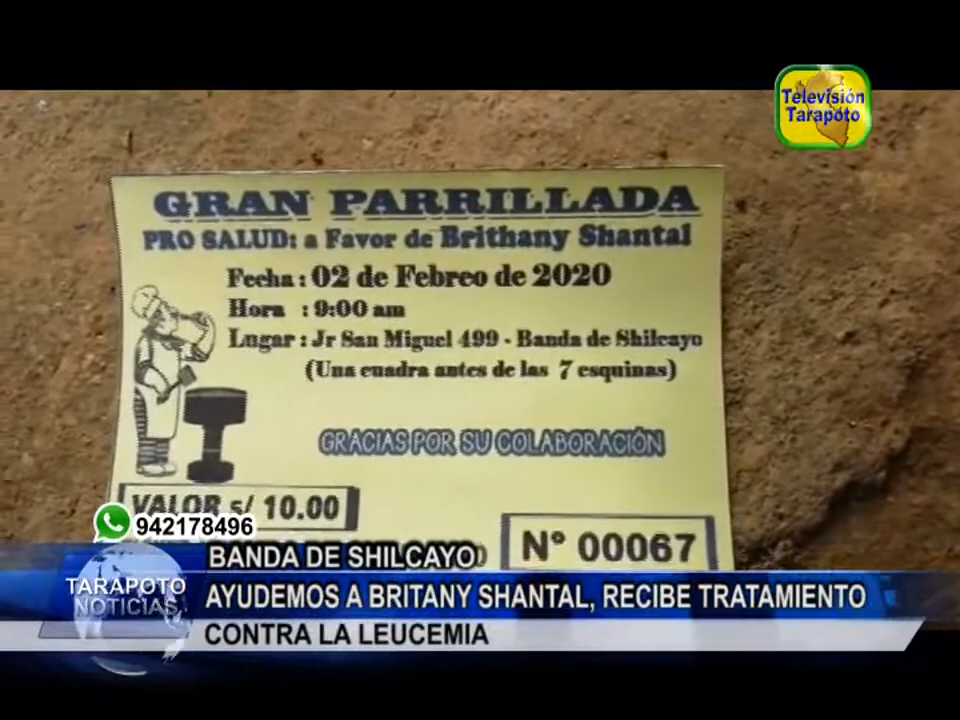 Televisión
Tarapoto
GRAN PARRILLADA
PRO SALUD: a Favor de Brithany Shantal
Fecha : 02 de Febreo de 2020
Hora : 9:00 am
Lugar : Jr San Miguel 499 - Banda de Shilcayo
(Una cuadra antes de las 7 esquinas)
GRACIAS POR SU COLABORACIÓN
VALOR s/ 10.00
Nº 00067
942178496
BANDA DE SHILCAYO
TARAPOTO
NOTICIAS
AYUDEMOS A BRITANY SHANTAL, RECIBE TRATAMIENTO
CONTRA LA LEUCEMIA